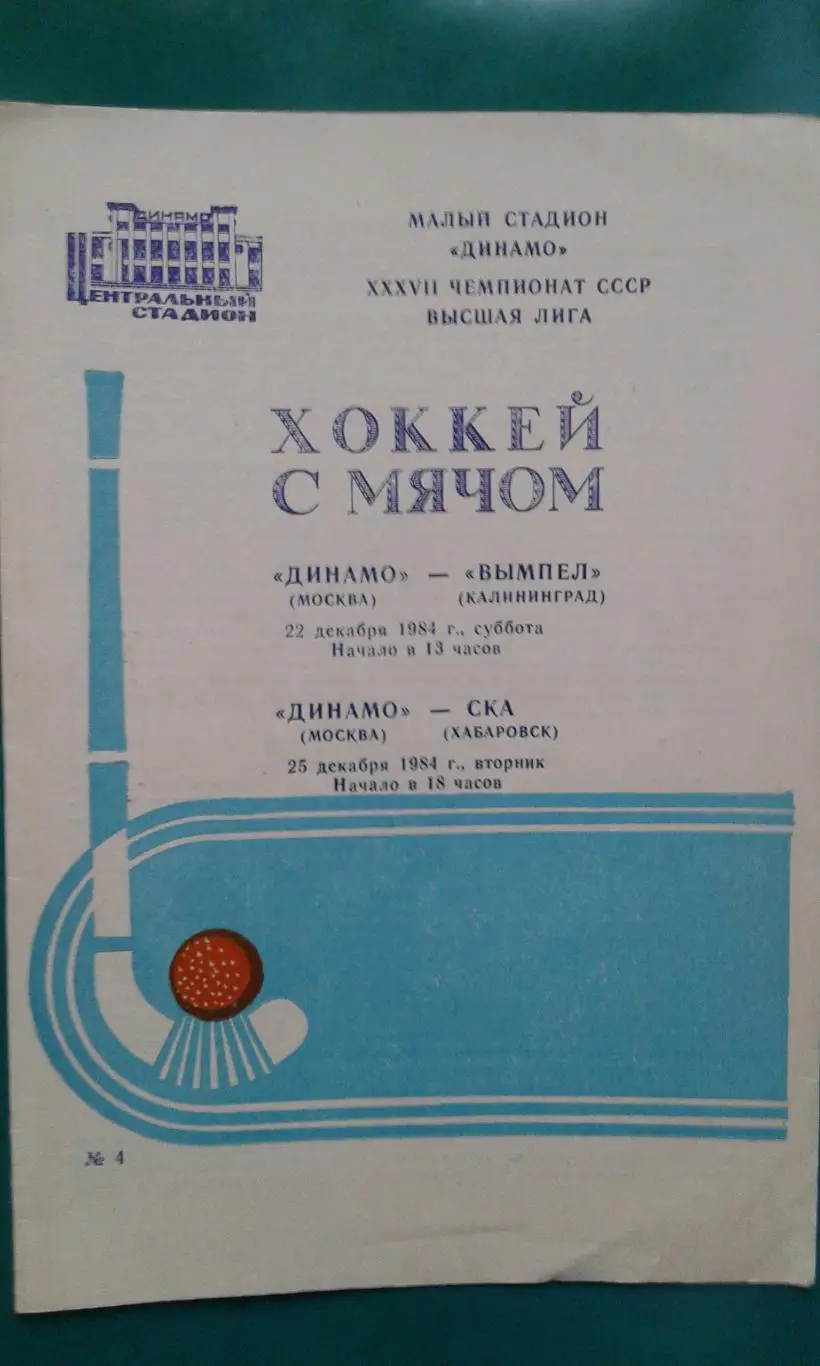 ДИНАМО
ЦЕНТРАЛЬНЫЙ
СТАДИОН
МАЛЫЙ СТАДИОН
«ДИНАМО»
XXXVII ЧЕМПИОНАТ СССР
ВЫСШАЯ ЛИГА
ХОККЕЙ
С МЯЧОМ
«ДИНАМО» — «ВЫМПЕЛ»
(МОСКВА) (КАЛИНИНГРАД)
22 декабря 1984 г., суббота
Начало в 13 часов
«ДИНАМО» — СКА
(МОСКВА) (ХАБАРОВСК)
25 декабря 1984 г., вторник
Начало в 18 часов
№ 4